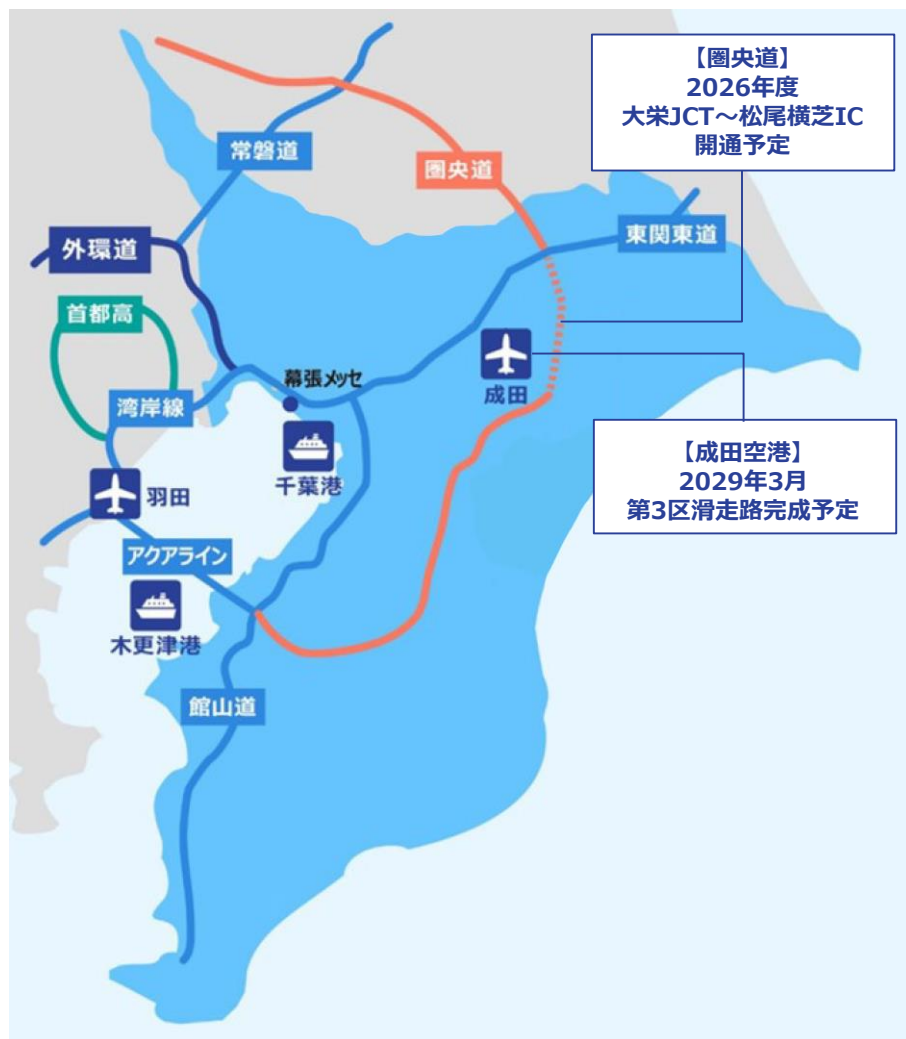 【圏央道】
2026年度
大栄JCT～松尾横芝IC
開通予定
常磐道
圏央道
東関東道
外環道
首都高
幕張メッセ
成田
湾岸線
千葉港
【成田空港】
2029年3月
第3区滑走路完成予定
羽田
アクアライン
木更津港
館山道